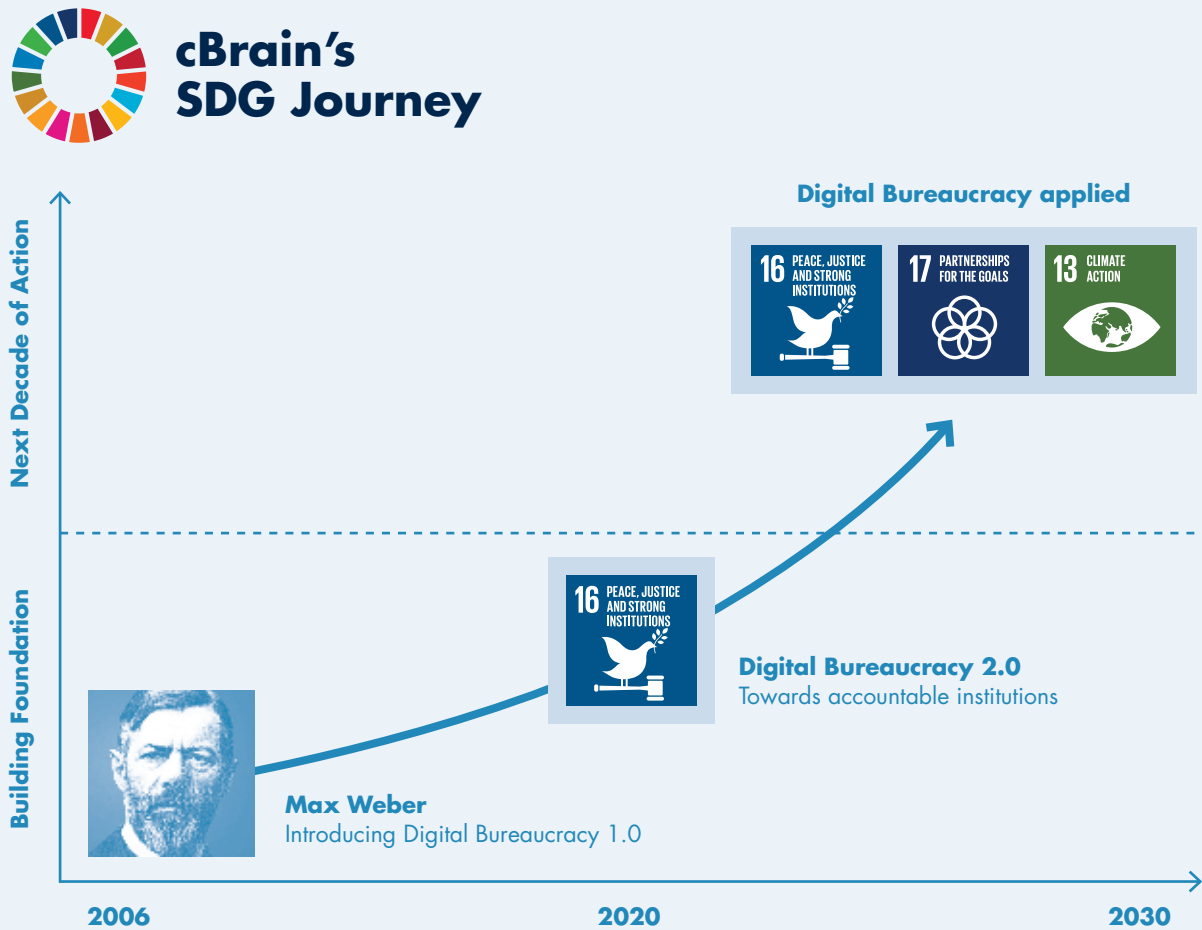 cBrain’s
SDG Journey
Digital Bureaucracy applied
16 PEACE, JUSTICE
AND STRONG
INSTITUTIONS
17 PARTNERSHIPS
FOR THE GOALS
13 CLIMATE
ACTION
Next Decade of Action
16 PEACE, JUSTICE
AND STRONG
INSTITUTIONS
Digital Bureaucracy 2.0
Towards accountable institutions
Building Foundation
Max Weber
Introducing Digital Bureaucracy 1.0
2006
2020
2030